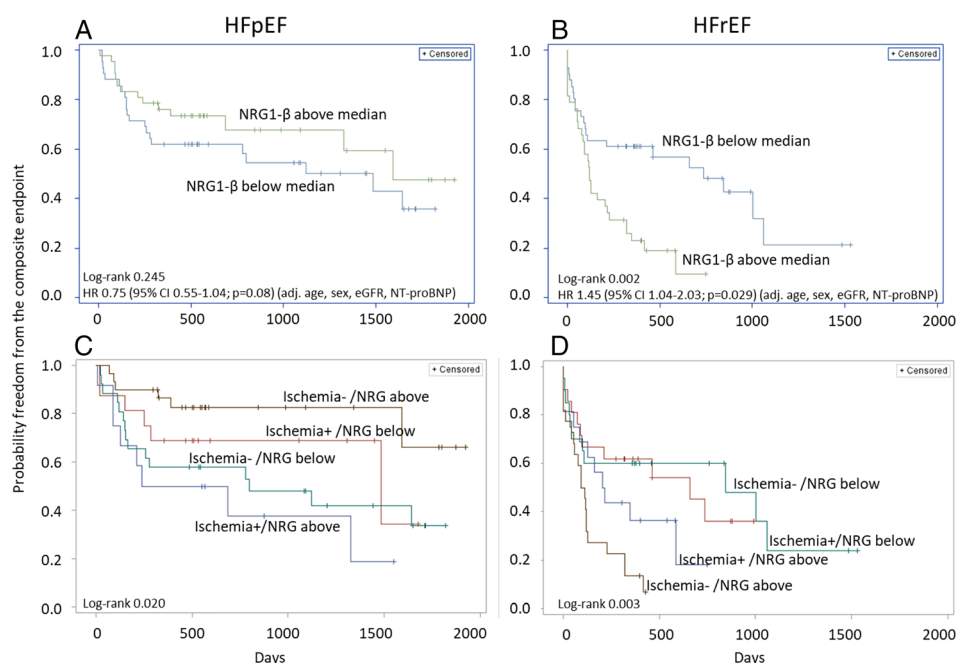 A
HFpEF
+ Censored
1.0
0.8
0.6
0.4
0.2
0.0
NRG1-β above median
NRG1-β below median
Log-rank 0.245
HR 0.75 (95% CI 0.55-1.04; p=0.08) (adj. age, sex, eGFR, NT-proBNP)
0
500
1000
1500
2000
B
HFrEF
+ Censored
1.0
0.8
0.6
0.4
0.2
0.0
NRG1-β below median
NRG1-β above median
Log-rank 0.002
HR 1.45 (95% CI 1.04-2.03; p=0.029) (adj. age, sex, eGFR, NT-proBNP)
0
500
1000
1500
2000
Probability freedom from the composite endpoint
C
+ Censored
1.0
0.8
0.6
0.4
0.2
0.0
Ischemia- /NRG above
Ischemia+ /NRG below
Ischemia- /NRG below
Ischemia+/NRG above
Log-rank 0.020
0
500
1000
1500
2000
Days
D
+ Censored
1.0
0.8
0.6
0.4
0.2
0.0
Ischemia- /NRG below
Ischemia+/NRG below
Ischemia+ /NRG above
Ischemia- /NRG above
Log-rank 0.003
0
500
1000
1500
2000
Days